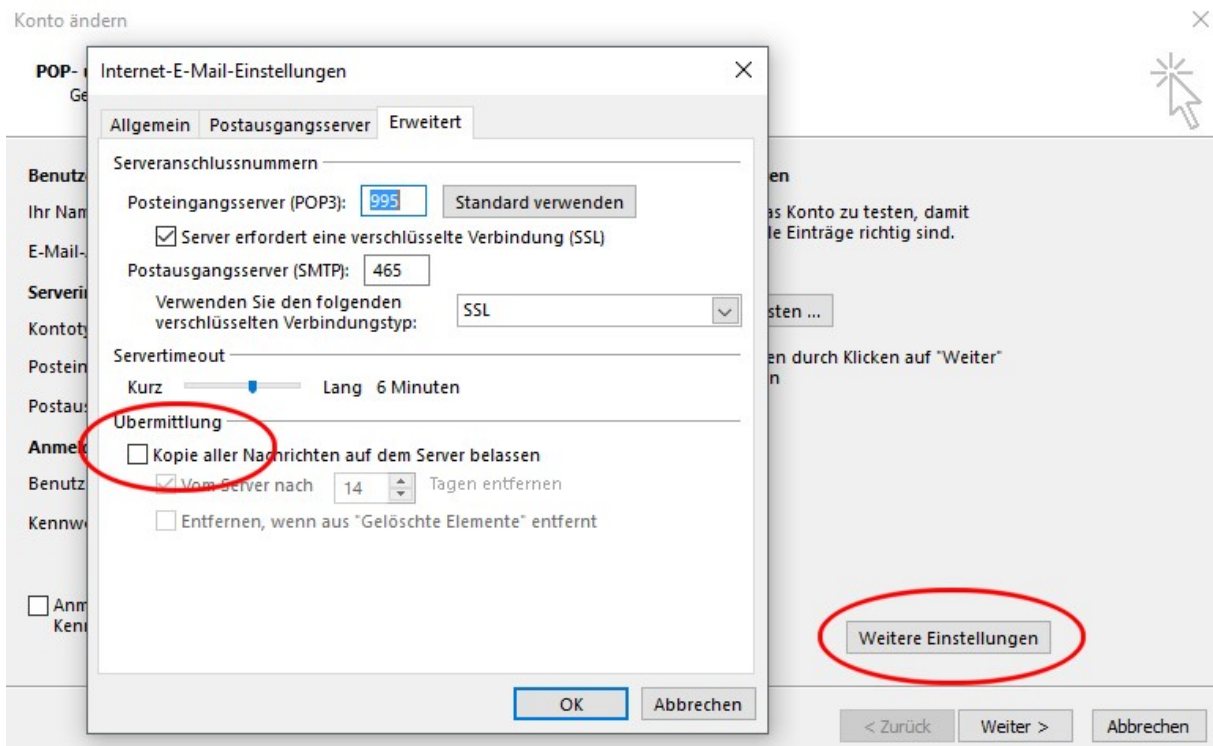 Konto ändern
POP-
Internet-E-Mail-Einstellungen
Allgemein Postausgangsserver Erweitert
Serveranschlussnummern
Posteingangsserver (POP3): 995 Standard verwenden
Server erfordert eine verschlüsselte Verbindung (SSL)
Postausgangsserver (SMTP): 465
Verwenden Sie den folgenden
verschlüsselten Verbindungstyp: SSL
Servertimeout
Kurz Lang 6 Minuten
Übermittlung
Kopie aller Nachrichten auf dem Server belassen
Vom Server nach 14 Tagen entfernen
Entfernen, wenn aus "Gelöschte Elemente" entfernt
OK Abbrechen
Ge
Benutz
Ihr Nam
E-Mail-
Serveri
Kontot
Postein
Postaus
Anmel
Benutz
Kennw
Anm
Kenn
en
as Konto zu testen, damit
le Einträge richtig sind.
sten ...
en durch Klicken auf "Weiter"
n
Weitere Einstellungen
< Zurück Weiter > Abbrechen